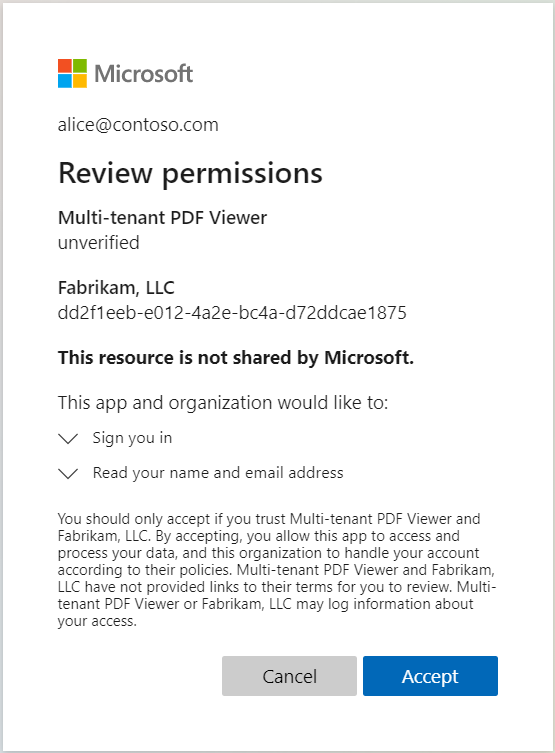 Microsoft
alice@contoso.com
Review permissions
Multi-tenant PDF Viewer
unverified
Fabrikam, LLC
dd2f1eeb-e012-4a2e-bc4a-d72ddcae1875
This resource is not shared by Microsoft.
This app and organization would like to:
Sign you in
Read your name and email address
You should only accept if you trust Multi-tenant PDF Viewer and
Fabrikam, LLC. By accepting, you allow this app to access and
process your data, and this organization to handle your account
according to their policies. Multi-tenant PDF Viewer and Fabrikam,
LLC have not provided links to their terms for you to review. Multi-
tenant PDF Viewer or Fabrikam, LLC may log information about
your access.
Cancel
Accept